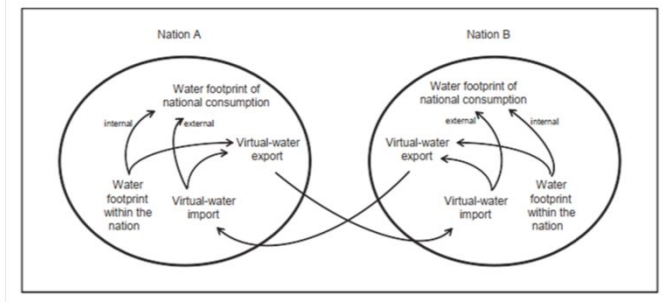 Nation A
Water footprint of
national consumption
internal
external
Virtual-water
export
Water
footprint
within the
nation
Virtual-water
import
Nation B
Water footprint of
national consumption
external
internal
Virtual-water
export
Virtual-water
import
Water
footprint
within the
nation